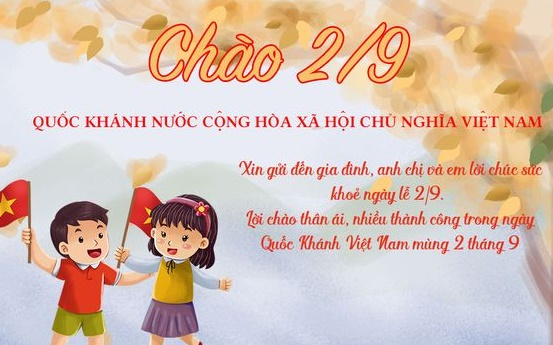 Chào 2/9
QUỐC KHÁNH NƯỚC CỘNG HÒA XÃ HỘI CHỦ NGHĨA VIỆT NAM
Xin gửi đến gia đình, anh chị và em lời chúc sức
khoẻ ngày lễ 2/9.
Lời chào thân ái, nhiều thành công trong ngày
Quốc Khánh Việt Nam mùng 2 tháng 9